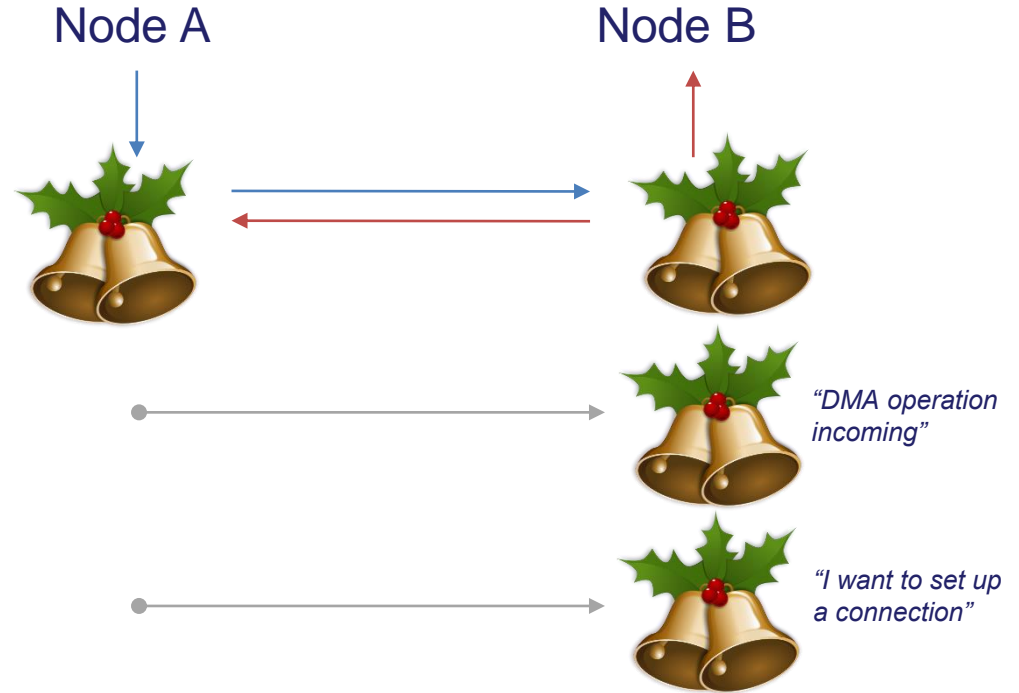 Node A
Node B
“DMA operation
incoming”
“I want to set up
a connection”